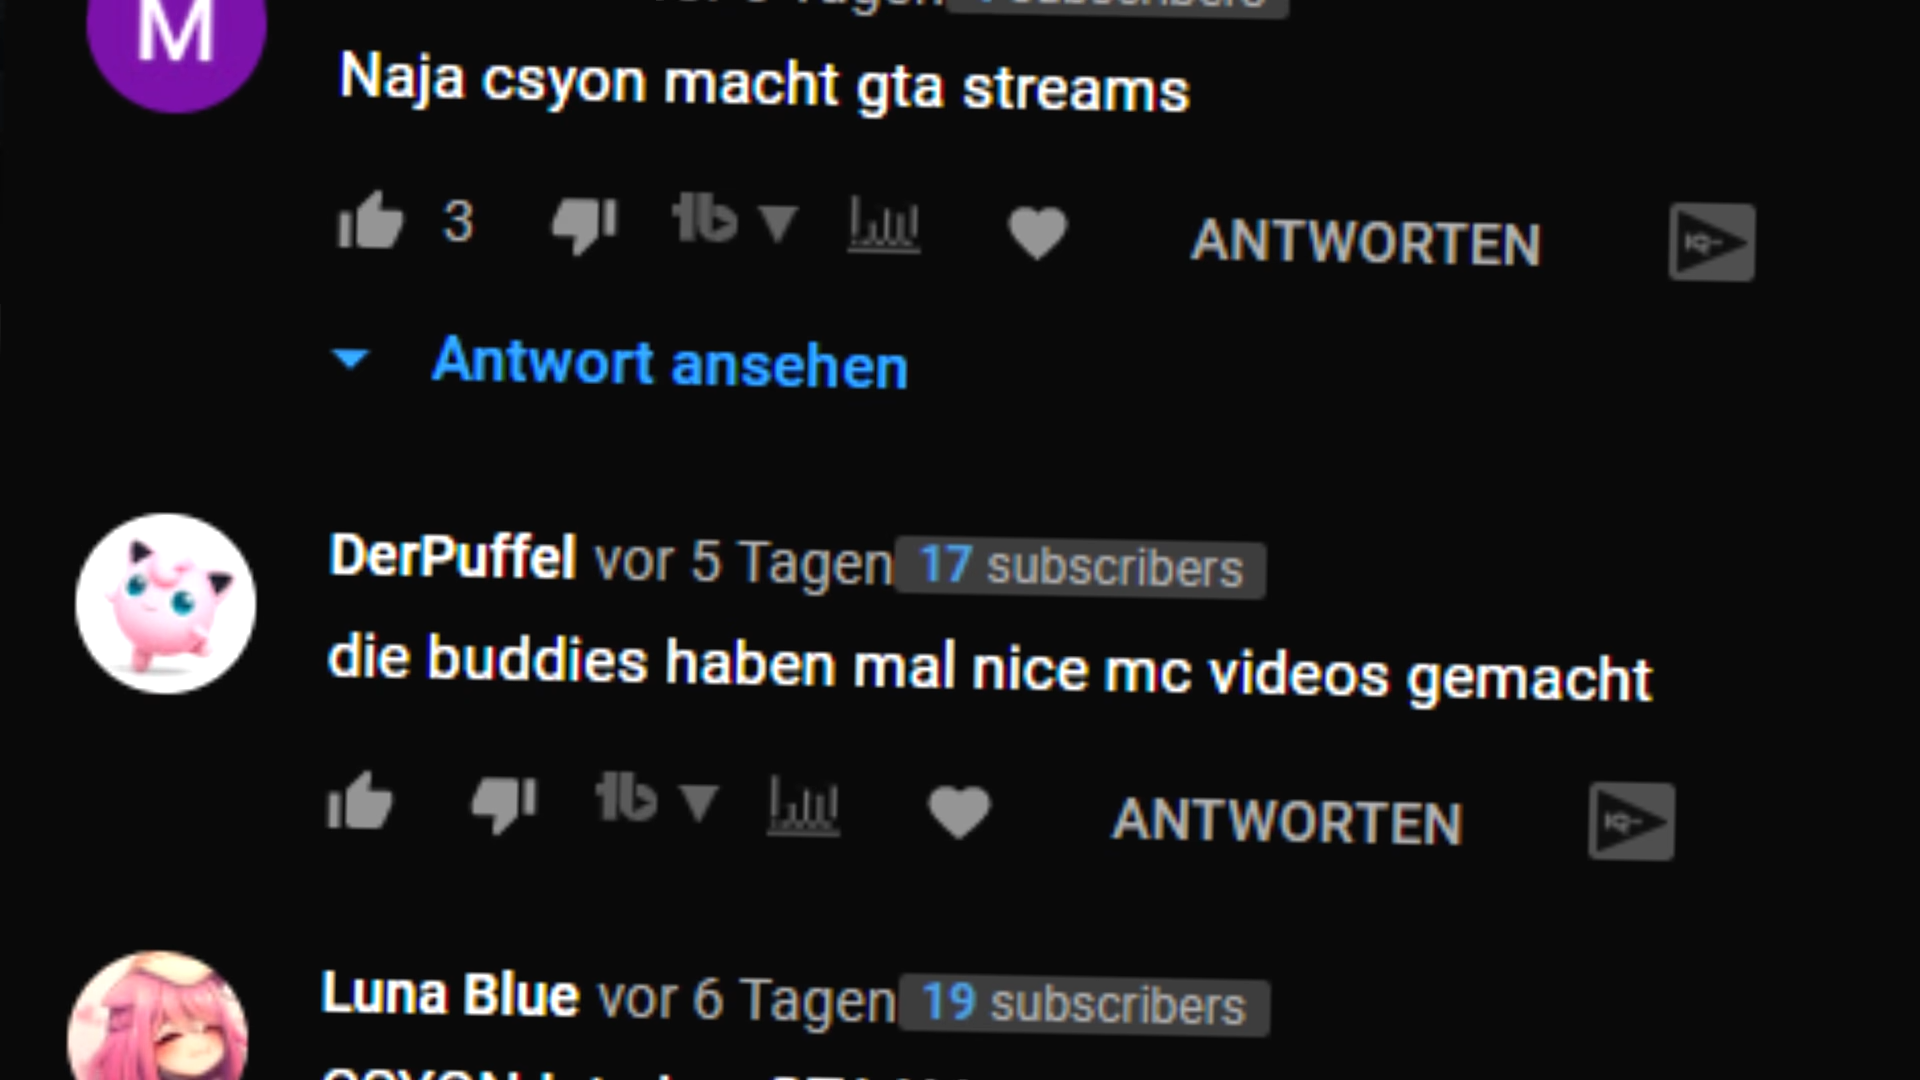 M
Naja csyon macht gta streams
3
ANTWORTEN
Antwort ansehen
DerPuffel vor 5 Tagen 17 subscribers
die buddies haben mal nice mc videos gemacht
ANTWORTEN
Luna Blue vor 6 Tagen 19 subscribers